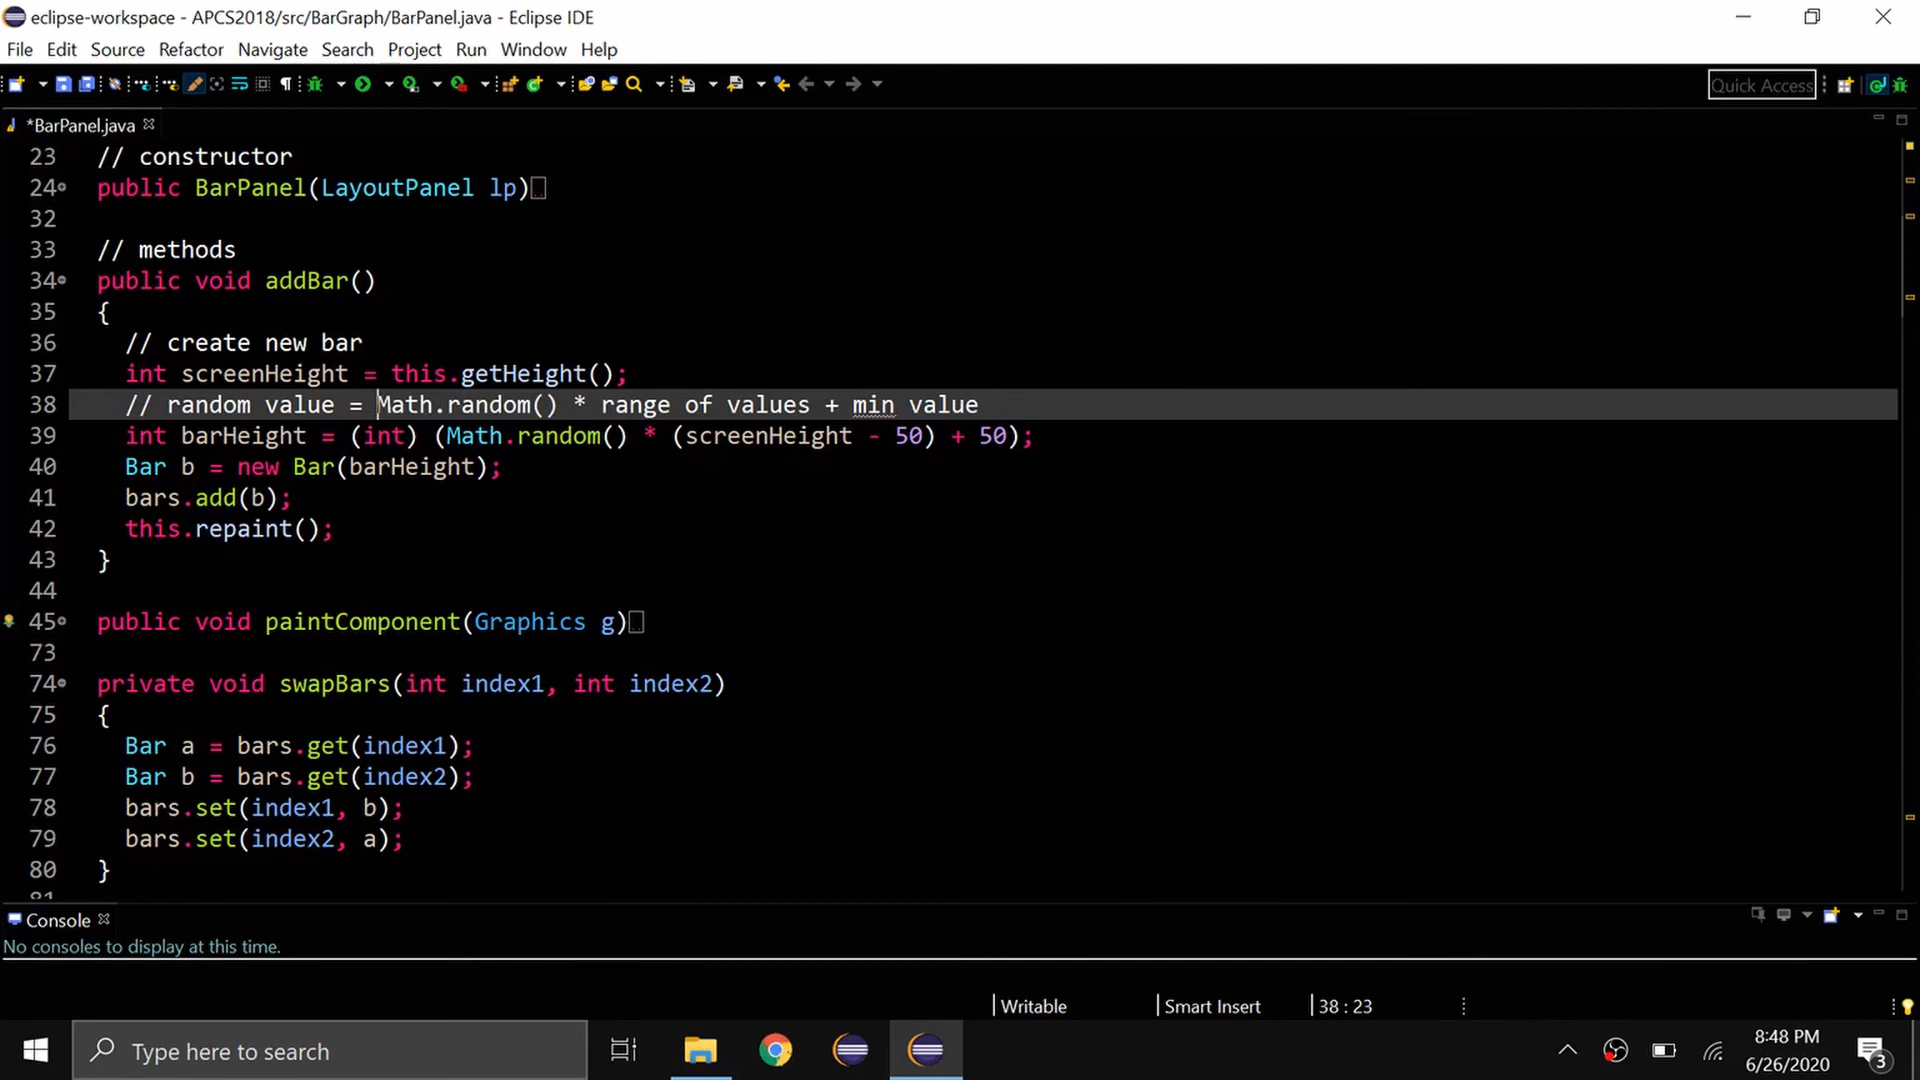 eclipse-workspace - APCS2018/src/BarGraph/BarPanel.java - Eclipse IDE
File Edit Source Refactor Navigate Search Project Run Window Help
Quick Access
*BarPanel.java
23 // constructor
24 public BarPanel(LayoutPanel lp)
32
33 // methods
34 public void addBar()
35 {
36 // create new bar
37 int screenHeight = this.getHeight();
38 // random value = Math.random() * range of values + min value
39 int barHeight = (int) (Math.random() * (screenHeight - 50) + 50);
40 Bar b = new Bar(barHeight);
41 bars.add(b);
42 this.repaint();
43 }
44
45 public void paintComponent(Graphics g)
73
74 private void swapBars(int index1, int index2)
75 {
76 Bar a = bars.get(index1);
77 Bar b = bars.get(index2);
78 bars.set(index1, b);
79 bars.set(index2, a);
80 }
81
Console
No consoles to display at this time.
Writable Smart Insert 38 : 23
Type here to search
8:48 PM
6/26/2020
3